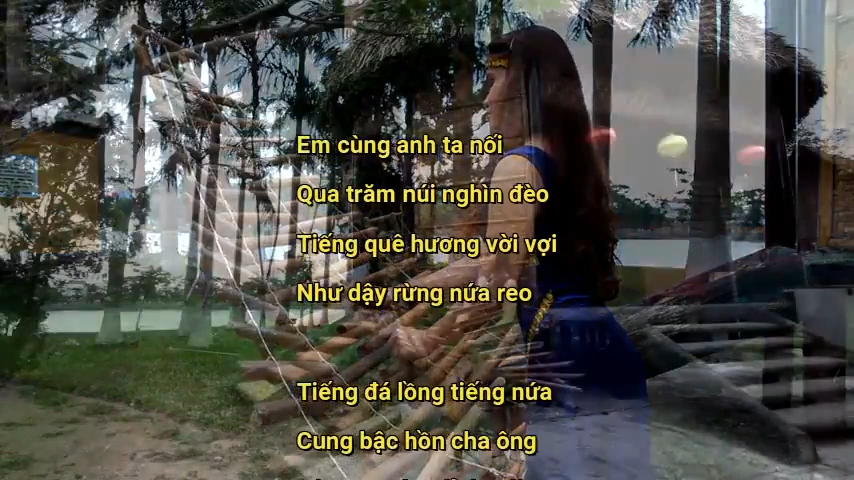 Em cùng anh ta nối
Qua trăm núi nghìn đèo
Tiếng quê hương vời vợi
Như dậy rừng nứa reo
Tiếng đá lồng tiếng nứa
Cung bậc hồn cha ông